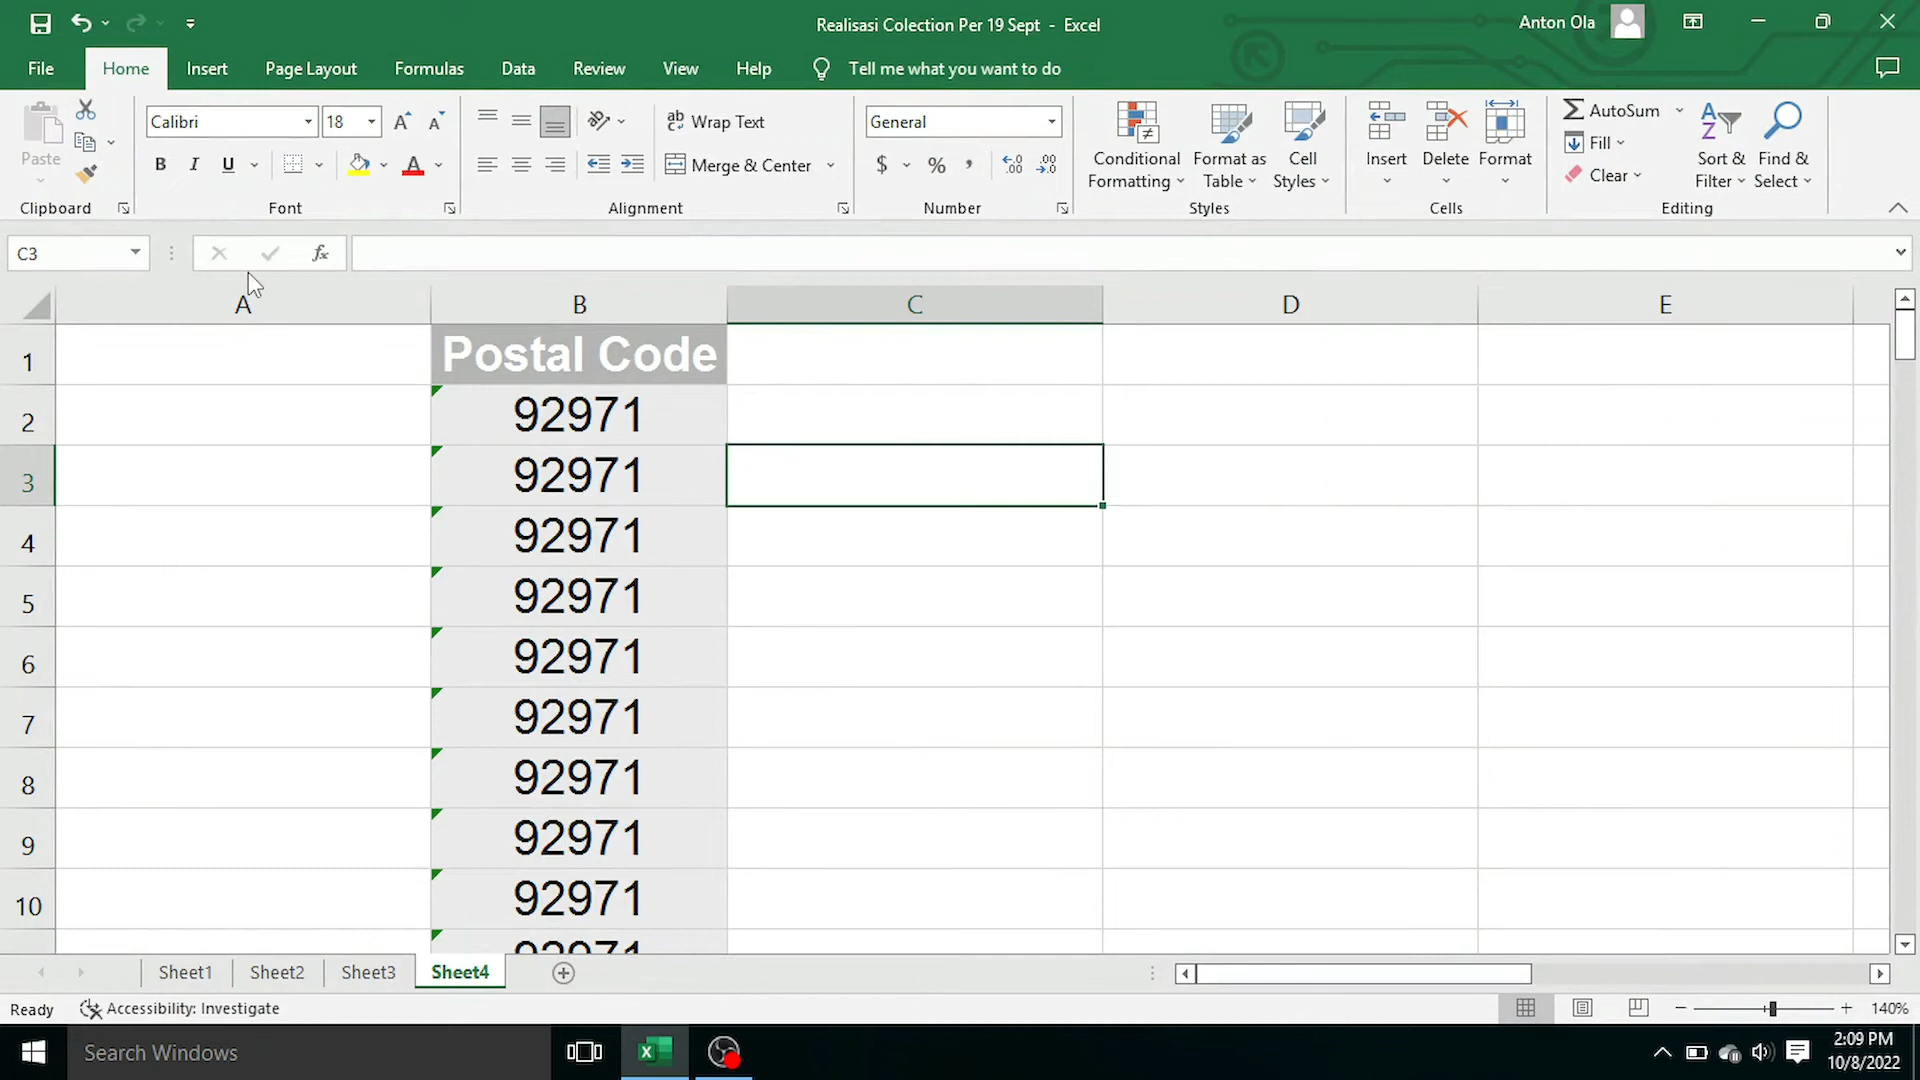 Realisasi Colection Per 19 Sept - Excel
Anton Ola
File Home Insert Page Layout Formulas Data Review View Help Tell me what you want to do
Paste
Clipboard
Calibri 18
B I U
Font
Wrap Text
Merge & Center
Alignment
General
$ % ,
Number
Conditional Formatting
Format as Table
Cell Styles
Styles
Insert Delete Format
Cells
AutoSum
Fill
Clear
Sort & Filter
Find & Select
Editing
C3 fx
A B C D E
1 Postal Code
2 92971
3 92971
4 92971
5 92971
6 92971
7 92971
8 92971
9 92971
10 92971
92971
Sheet1 Sheet2 Sheet3 Sheet4
Ready Accessibility: Investigate 140%
Search Windows
2:09 PM
10/8/2022